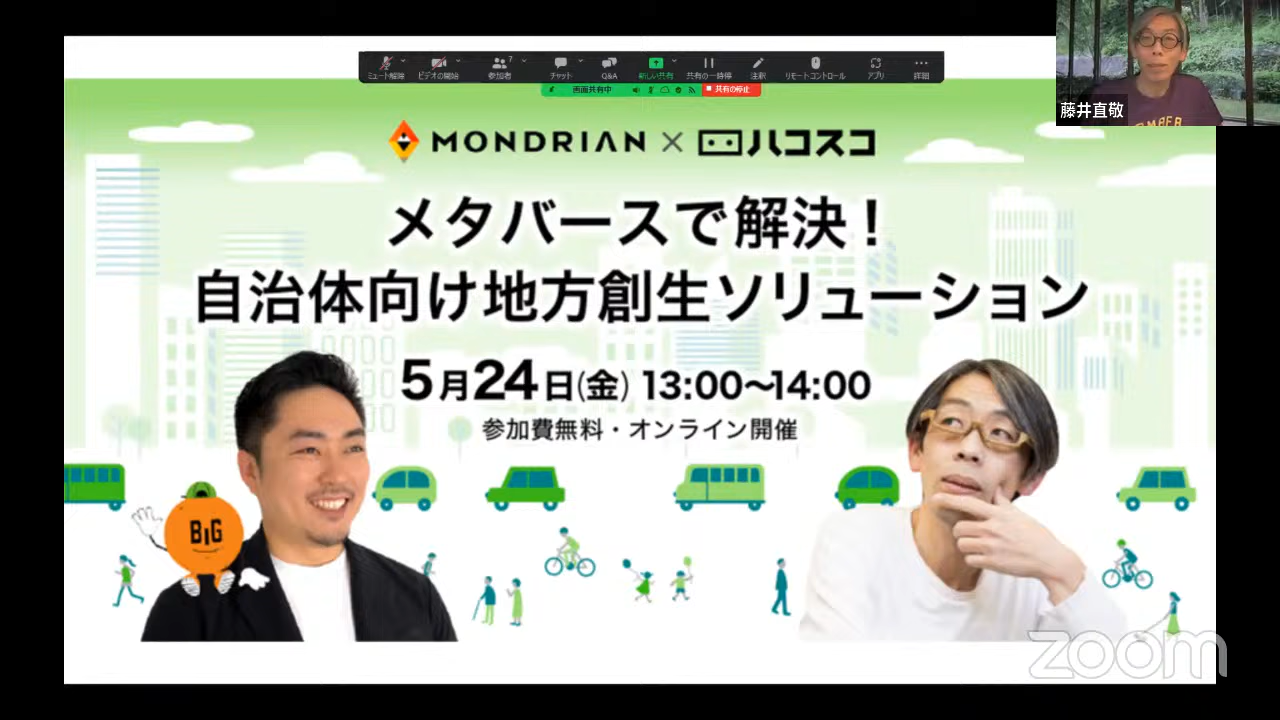 ミュート解除 ビデオの開始 参加者 7 チャット Q&A 新しい共有 共有の一時停止 注釈 リモートコントロール アプリ 詳細
画面共有中 共有の停止
藤井直敬
MONDRIAN × ハコスコ
メタバースで解決！
自治体向け地方創生ソリューション
5月24日(金) 13:00〜14:00
参加費無料・オンライン開催
BIG
zoom